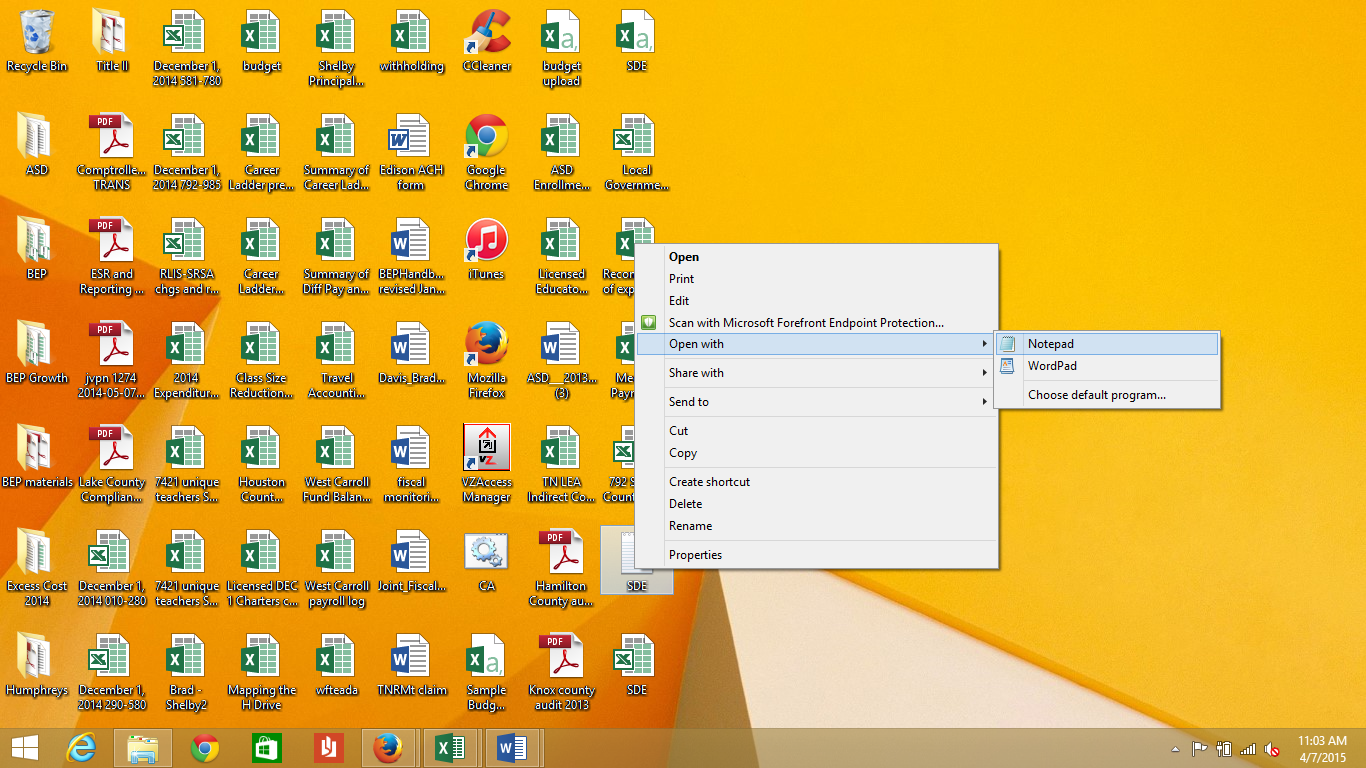 Recycle Bin
Title II
December 1,
2014 581-780
budget
Shelby
Principal...
withholding
CCleaner
budget
upload
SDE
ASD
Comptrolle...
TRANS
December 1,
2014 792-985
Career
Ladder pre...
Summary of
Career Lad...
Edison ACH
form
Google
Chrome
ASD
Enrollme...
Local
Governme...
BEP
ESR and
Reporting ...
RLIS-SRSA
chgs and r...
Career
Ladder...
Summary of
Diff Pay an...
BEPHandb...
revised Jan...
iTunes
Licensed
Educato...
Recon
of exp
BEP Growth
jvpn 1274
2014-05-07...
2014
Expenditur...
Class Size
Reduction...
Travel
Accounti...
Davis_Brad...
Mozilla
Firefox
ASD__2013...
(3)
BEP materials
Lake County
Complian...
7421 unique
teachers S...
Houston
Count...
West Carroll
Fund Balan...
fiscal
monitori...
VZAccess
Manager
TN LEA
Indirect Co...
792 S
Count
Excess Cost
2014
December 1,
2014 010-280
7421 unique
teachers S...
Licensed DEC
1 Charters c...
West Carroll
payroll log
Joint_Fiscal...
CA
Hamilton
County au...
SDE
Humphreys
December 1,
2014 290-580
Brad -
Shelby2
Mapping the
H Drive
wfteada
TNRMt claim
Sample
Budg...
Knox county
audit 2013
SDE
Open
Print
Edit
Scan with Microsoft Forefront Endpoint Protection...
Open with
Share with
Send to
Cut
Copy
Create shortcut
Delete
Rename
Properties
Notepad
WordPad
Choose default program...
11:03 AM
4/7/2015